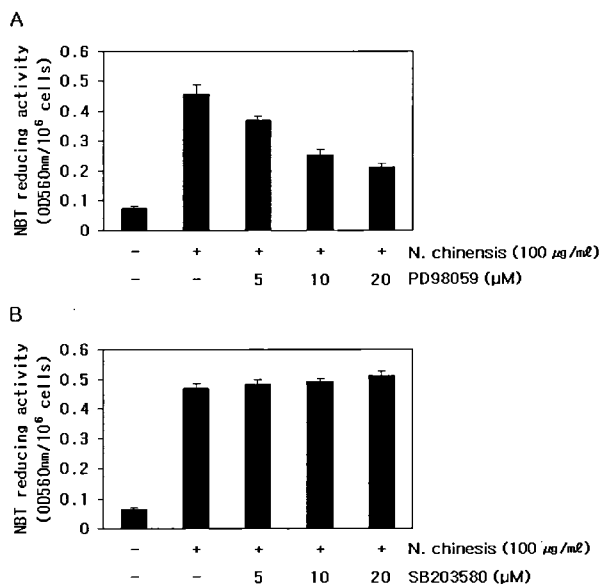 A
NBT reducing activity
(OD560nm/10⁶ cells)
0.6
0.5
0.4
0.3
0.2
0.1
0
− + + + + N. chinensis (100 ㎍/㎖)
− − 5 10 20 PD98059 (μM)
B
NBT reducing activity
(OD560nm/10⁶ cells)
0.6
0.5
0.4
0.3
0.2
0.1
0
− + + + + N. chinesis (100 ㎍/㎖)
− − 5 10 20 SB203580 (μM)